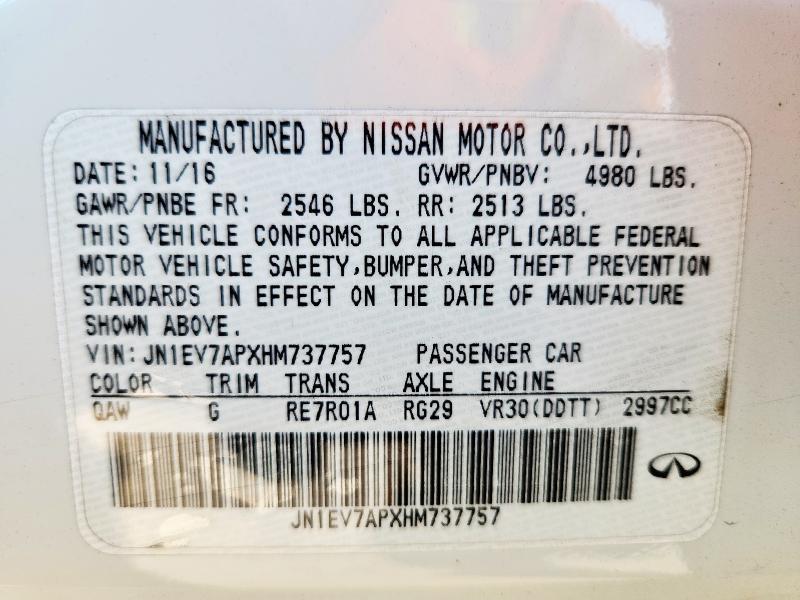 MANUFACTURED BY NISSAN MOTOR CO.,LTD.
DATE: 11/16 GVWR/PNBV: 4980 LBS.
GAWR/PNBE FR: 2546 LBS. RR: 2513 LBS.
THIS VEHICLE CONFORMS TO ALL APPLICABLE FEDERAL
MOTOR VEHICLE SAFETY,BUMPER,AND THEFT PREVENTION
STANDARDS IN EFFECT ON THE DATE OF MANUFACTURE
SHOWN ABOVE.
VIN: JN1EV7APXHM737757 PASSENGER CAR
COLOR TRIM TRANS AXLE ENGINE
QAW G RE7R01A RG29 VR30(DDTT) 2997CC
JN1EV7APXHM737757